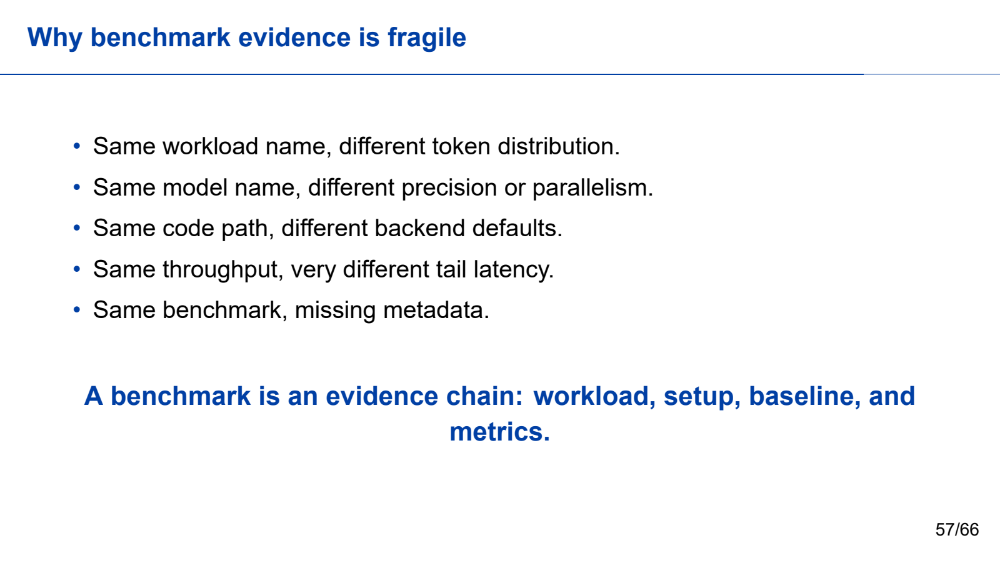 Why benchmark evidence is fragile
• Same workload name, different token distribution.
• Same model name, different precision or parallelism.
• Same code path, different backend defaults.
• Same throughput, very different tail latency.
• Same benchmark, missing metadata.
A benchmark is an evidence chain: workload, setup, baseline, and
metrics.
57/66